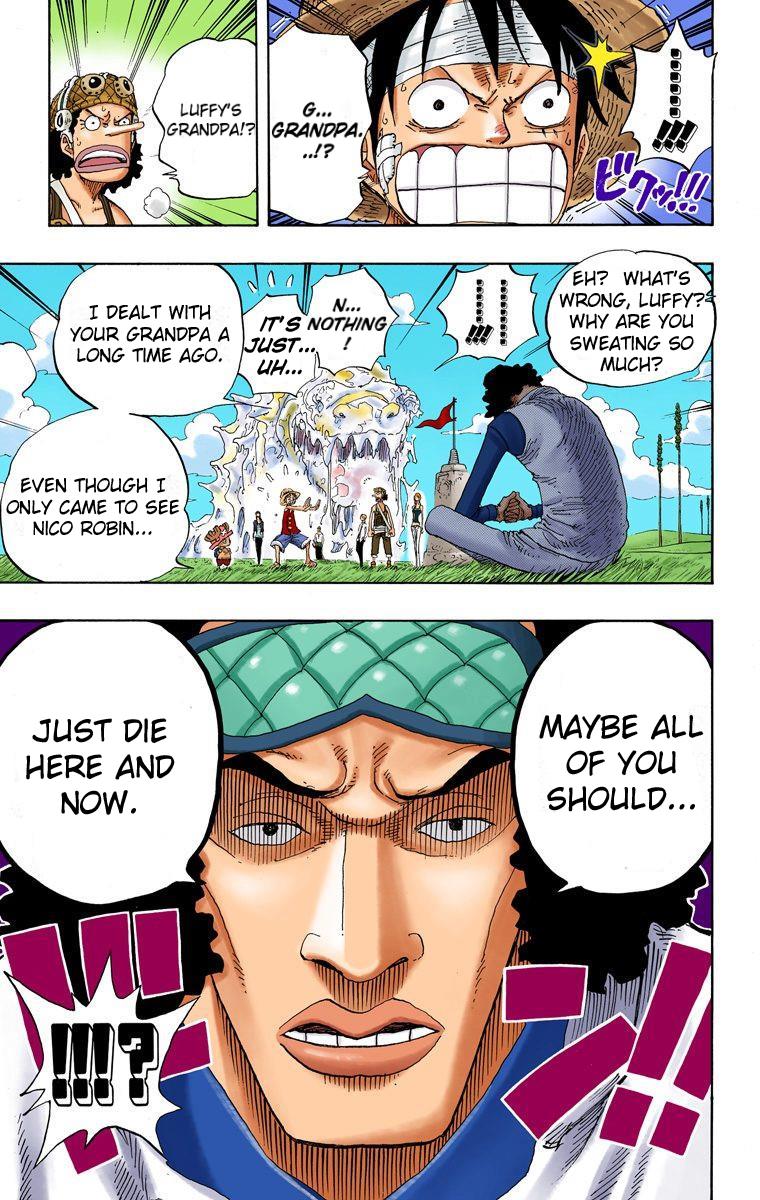 !!!
G...
GRANDPA.
..!?
ビクッ...!!!
LUFFY'S
GRANDPA!?
EH? WHAT'S
WRONG, LUFFY?
WHY ARE YOU
SWEATING SO
MUCH?
!!!
N...
NOTHING
!
IT'S
JUST...
UH...
I DEALT WITH
YOUR GRANDPA A
LONG TIME AGO.
EVEN THOUGH I
ONLY CAME TO SEE
NICO ROBIN...
MAYBE ALL
OF YOU
SHOULD...
JUST DIE
HERE AND
NOW.
!!!?